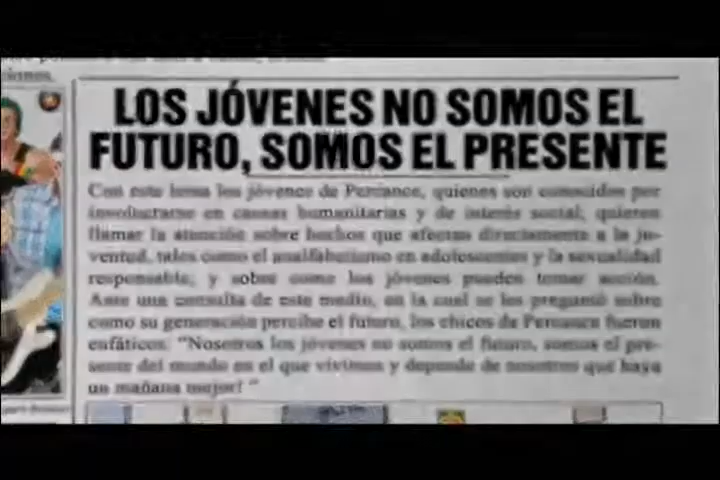 ciones.
LOS JÓVENES NO SOMOS EL
FUTURO, SOMOS EL PRESENTE
Con este lema los jóvenes de Percance, quienes son conocidos por
involucrarse en causas humanitarias y de interés social, quieren
llamar la atención sobre hechos que afectan directamente a la ju-
ventud, tales como el analfabetismo en adolescentes y la sexualidad
responsable, y sobre como los jóvenes pueden tomar acción.
Ante una consulta de este medio, en la cual se les preguntó sobre
como su generación percibe el futuro, los chicos de Percance fueron
enfáticos. "Nosotros los jóvenes no somos el futuro, somos el pre-
sente del mundo en el que vivimos y depende de nosotros que haya
un mañana mejor! "